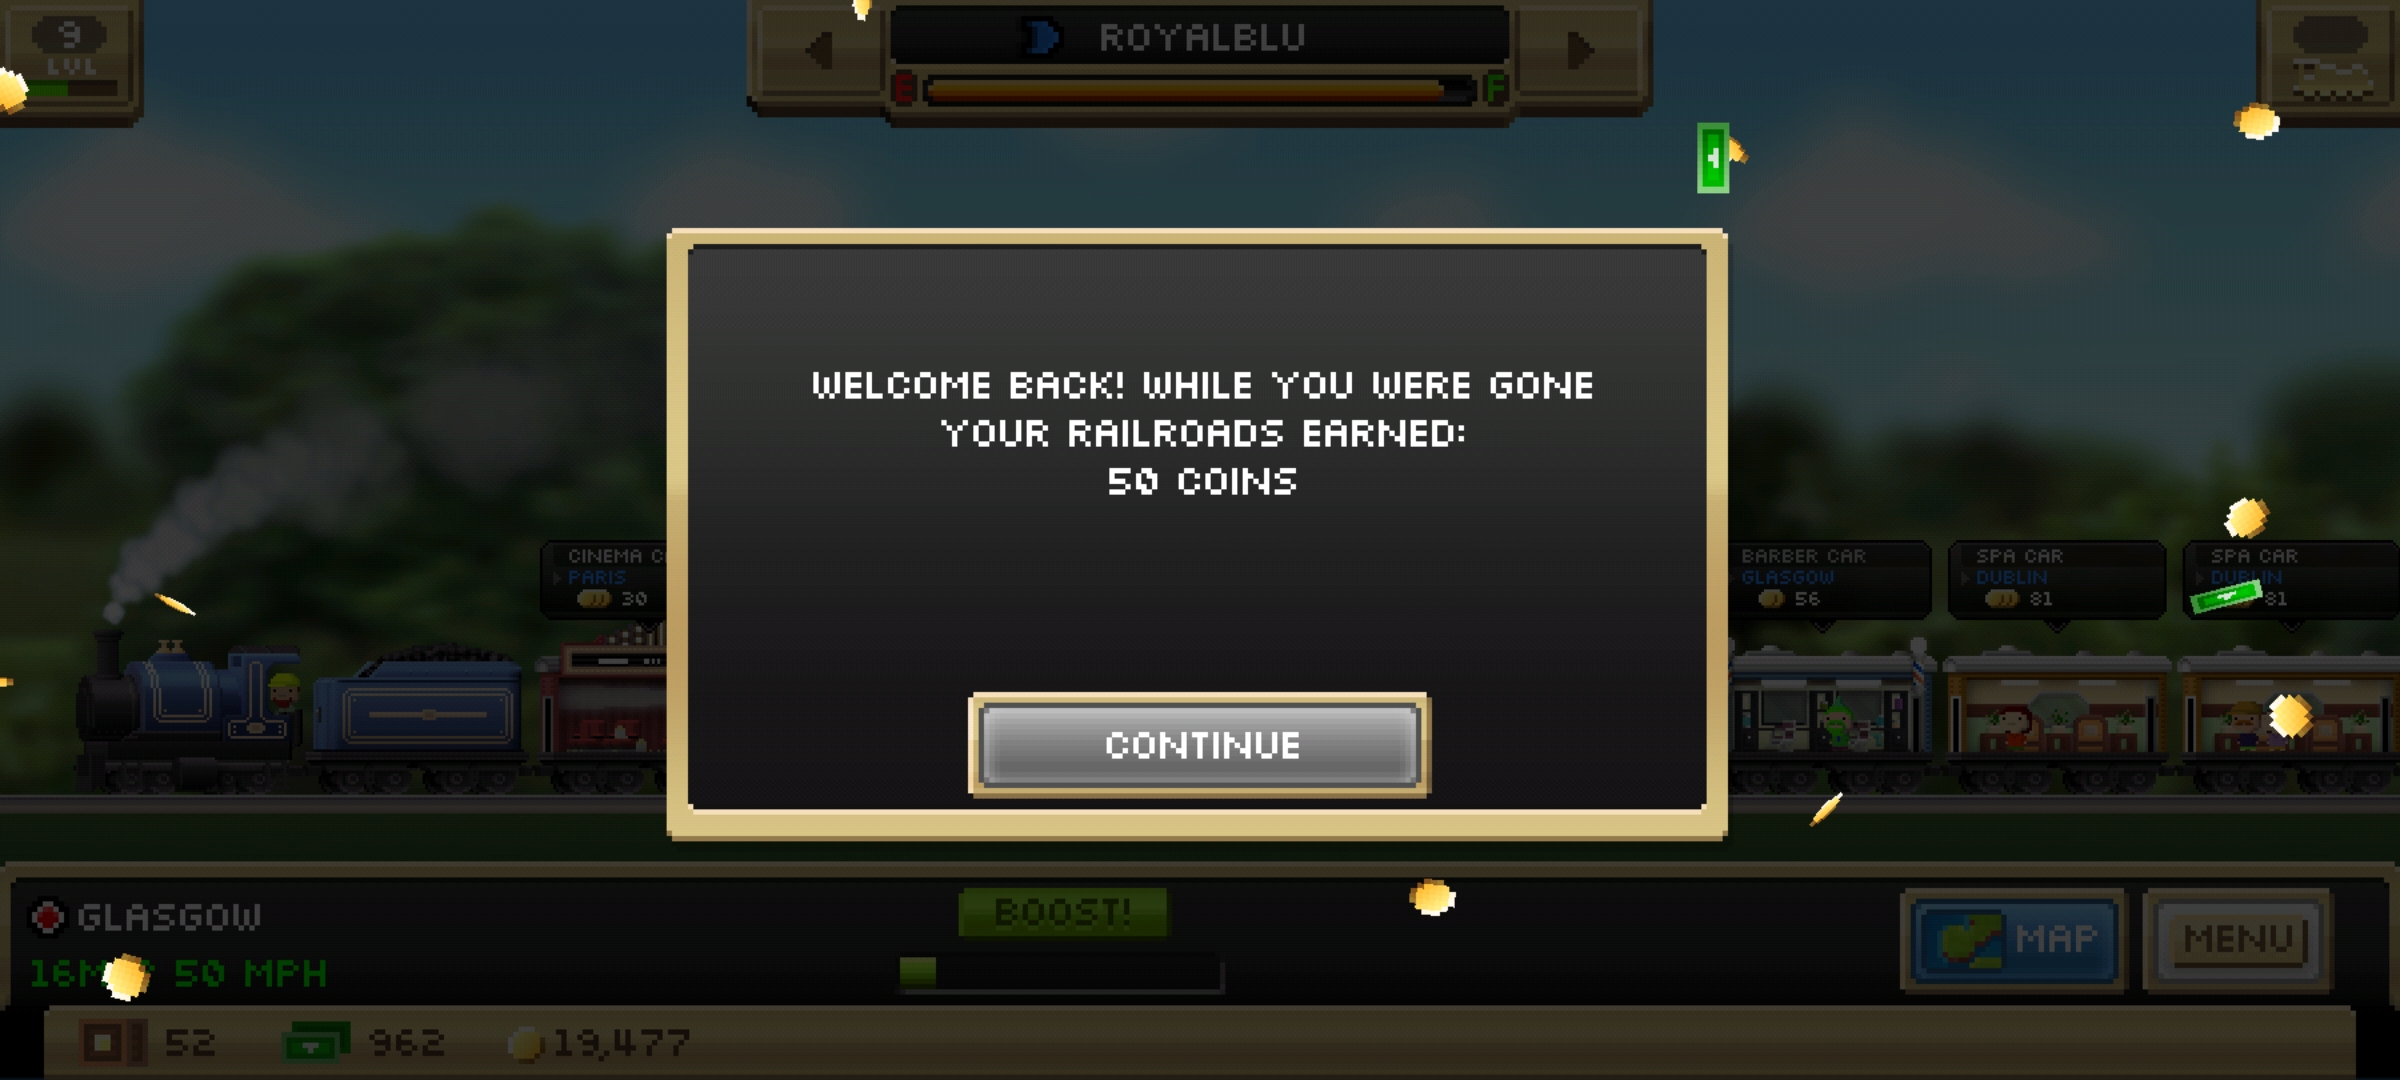 9
LVL
ROYALBLU
E F
WELCOME BACK! WHILE YOU WERE GONE
YOUR RAILROADS EARNED:
50 COINS
CINEMA
PARIS
30
BARBER CAR
GLASGOW
56
SPA CAR
DUBLIN
81
SPA CAR
DUBLIN
81
CONTINUE
GLASGOW
50 MPH
BOOST!
MAP
MENU
52 962 19,477